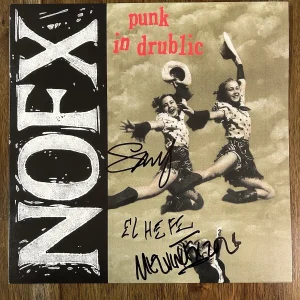 NOFX
punk
in drublic
EL HEFE